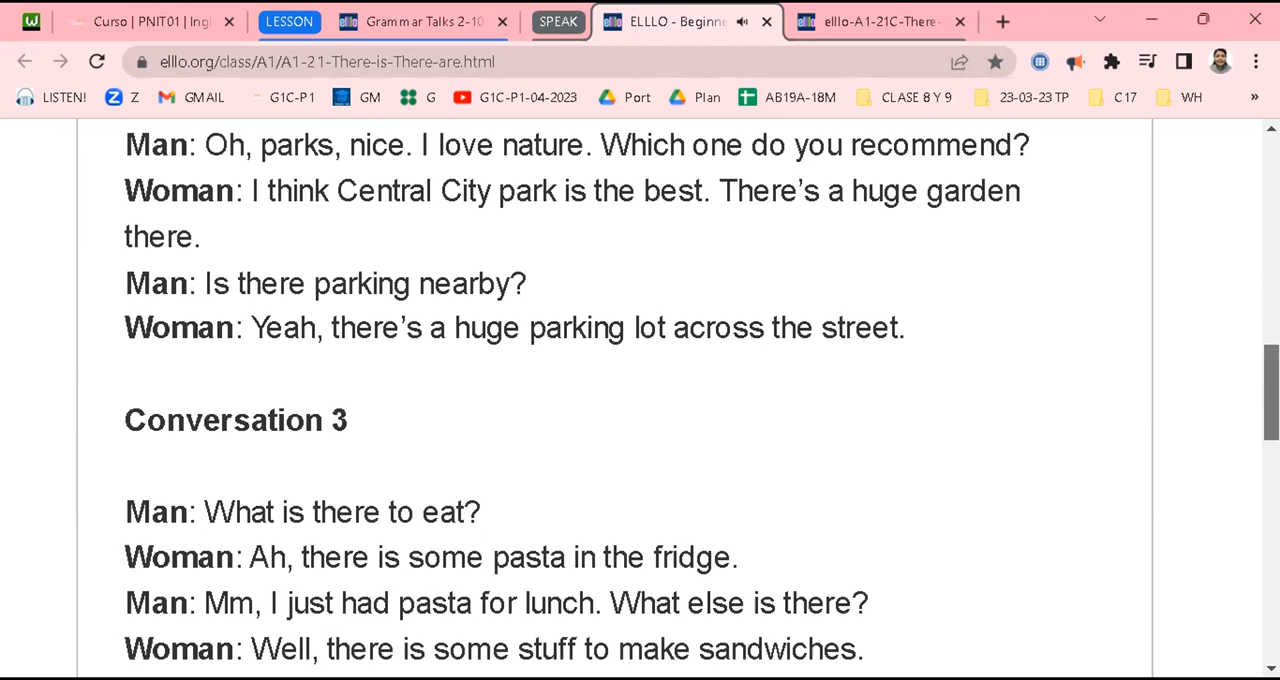 Curso | PNIT01 | Ingl
LESSON
elllo Grammar Talks 2-10
SPEAK
elllo ELLLO - Beginne
elllo elllo-A1-21C-There-
elllo.org/class/A1/A1-21-There-is-There-are.html
LISTEN! Z Z GMAIL G1C-P1 GM G G1C-P1-04-2023 Port Plan AB19A-18M CLASE 8 Y 9 23-03-23 TP C17 WH »
Man: Oh, parks, nice. I love nature. Which one do you recommend?
Woman: I think Central City park is the best. There’s a huge garden
there.
Man: Is there parking nearby?
Woman: Yeah, there’s a huge parking lot across the street.
Conversation 3
Man: What is there to eat?
Woman: Ah, there is some pasta in the fridge.
Man: Mm, I just had pasta for lunch. What else is there?
Woman: Well, there is some stuff to make sandwiches.